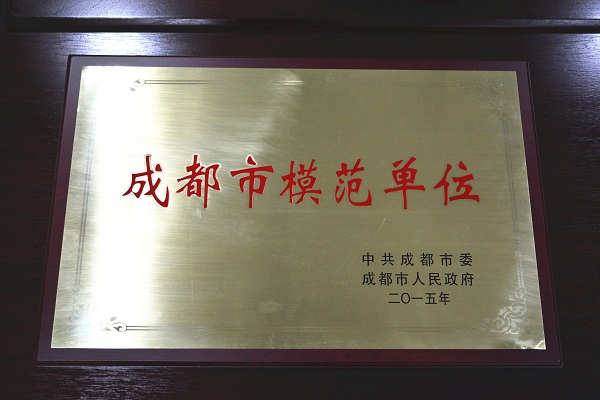 成都市模范单位
中共成都市委
成都市人民政府
二〇一五年